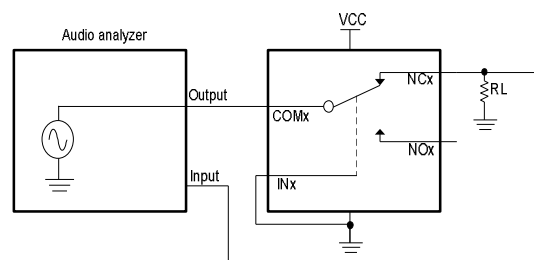 VCC
Audio analyzer
Output
COMx
NCx
RL
NOx
Input
INx